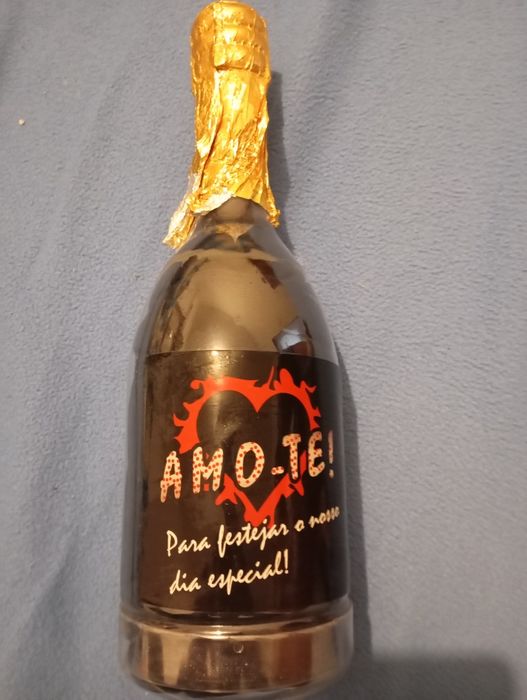 AMO-TE!
Para festejar o nosso
dia especial!